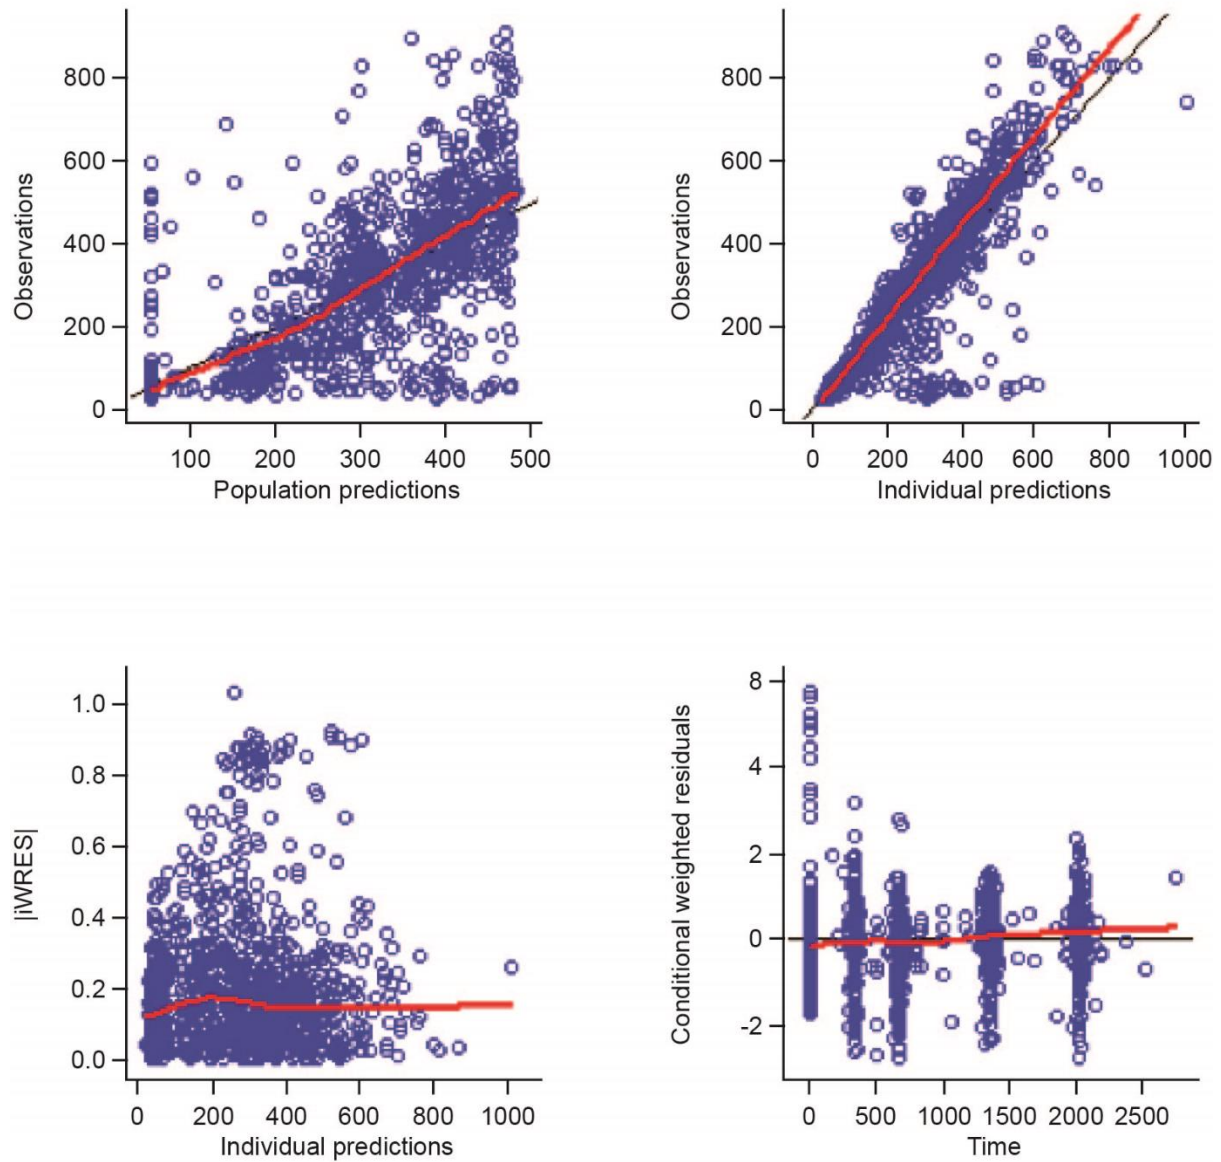 Observations
800
600
400
200
0
100 200 300 400 500
Population predictions
Observations
800
600
400
200
0
0 200 400 600 800 1000
Individual predictions
|iWRES|
1.0
0.8
0.6
0.4
0.2
0.0
0 200 400 600 800 1000
Individual predictions
Conditional weighted residuals
8
4
2
0
-2
0 500 1000 1500 2000 2500
Time